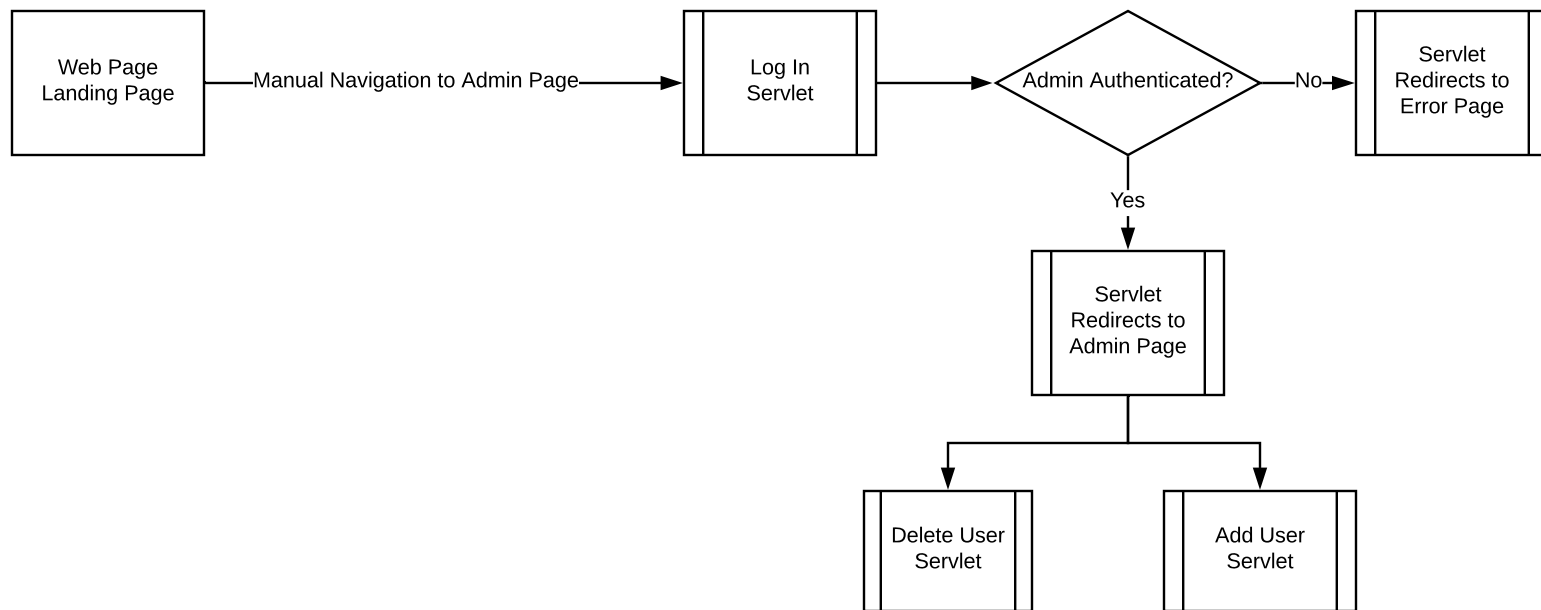 Web Page
Landing Page
Manual Navigation to Admin Page
Log In
Servlet
Admin Authenticated?
No
Servlet
Redirects to
Error Page
Yes
Servlet
Redirects to
Admin Page
Delete User
Servlet
Add User
Servlet